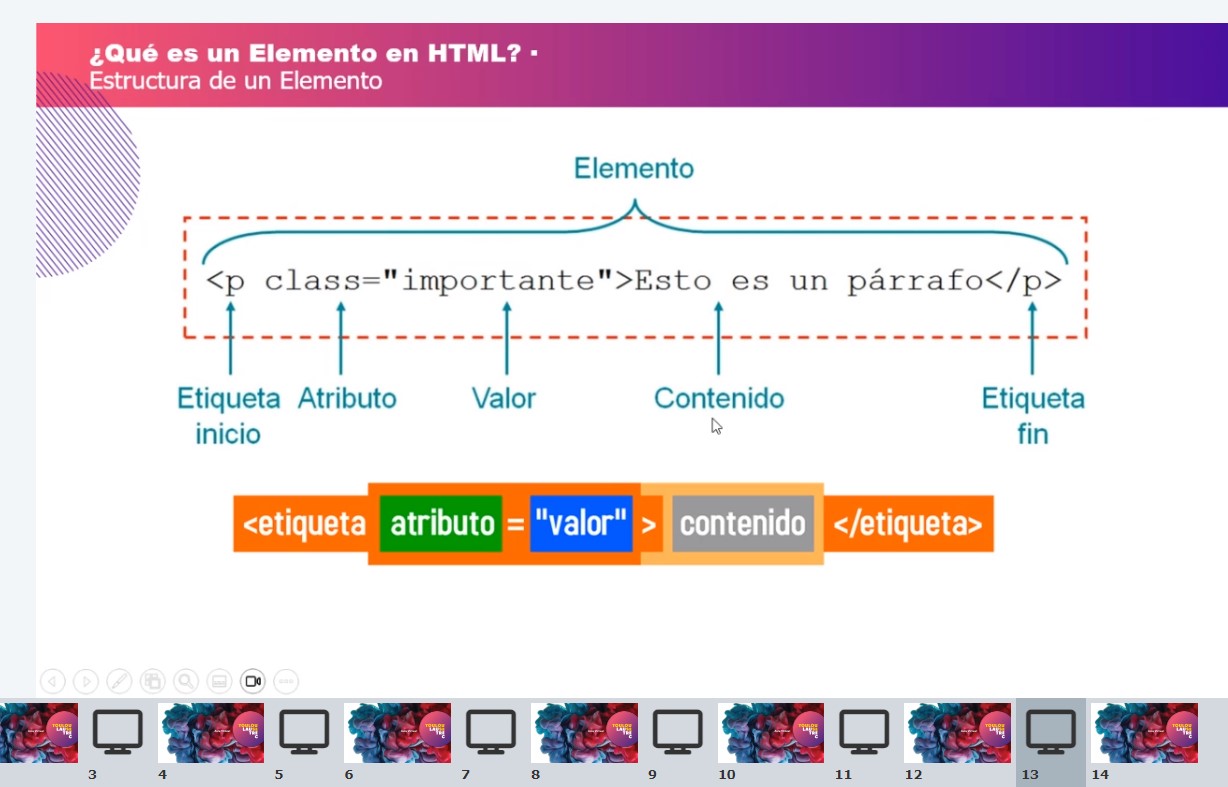 ¿Qué es un Elemento en HTML? ·
Estructura de un Elemento
Elemento
<p class="importante">Esto es un párrafo</p>
Etiqueta inicio
Atributo
Valor
Contenido
Etiqueta fin
<etiqueta atributo = "valor" > contenido </etiqueta>
3 4 5 6 7 8 9 10 11 12 13 14